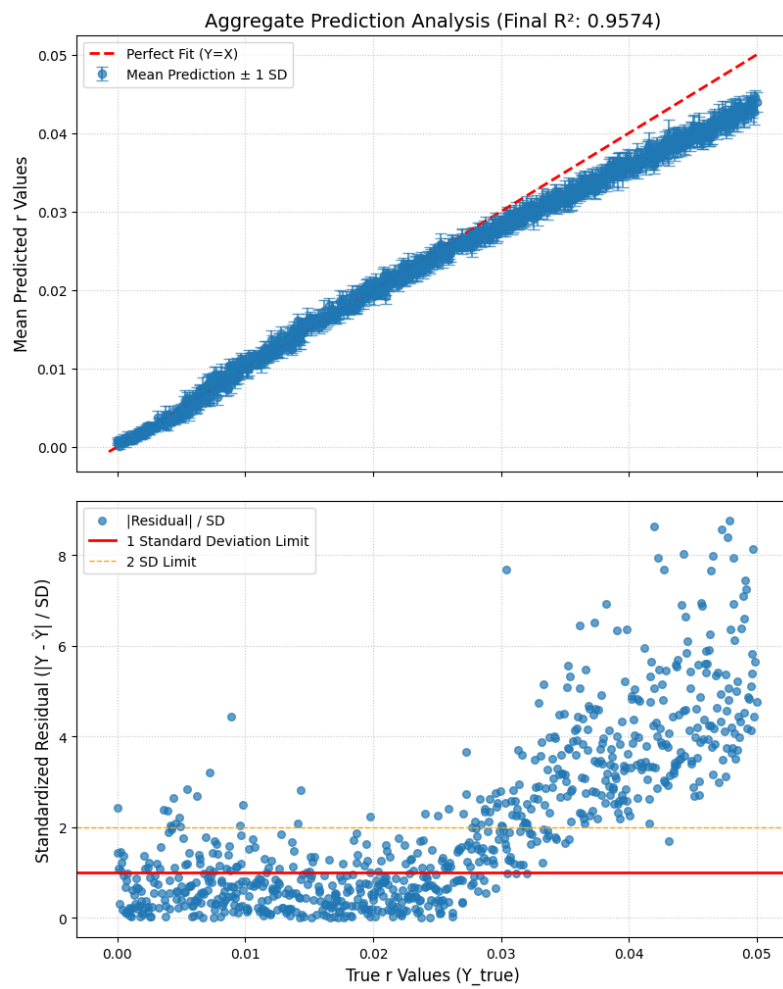 Aggregate Prediction Analysis (Final R²: 0.9574)
Perfect Fit (Y=X)
Mean Prediction ± 1 SD
0.05
0.04
0.03
0.02
0.01
0.00
Mean Predicted r Values
|Residual| / SD
1 Standard Deviation Limit
2 SD Limit
8
6
4
2
0
Standardized Residual (|Y - Ŷ| / SD)
0.00 0.01 0.02 0.03 0.04 0.05
True r Values (Y_true)